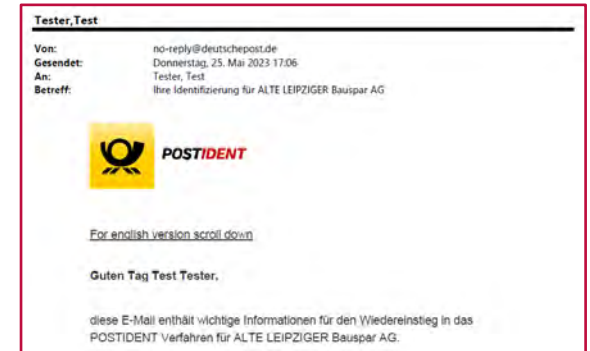 Tester,Test
Von: no-reply@deutschepost.de
Gesendet: Donnerstag, 25. Mai 2023 17:06
An: Tester, Test
Betreff: Ihre Identifizierung für ALTE LEIPZIGER Bauspar AG
POSTIDENT
For english version scroll down
Guten Tag Test Tester,
diese E-Mail enthält wichtige Informationen für den Wiedereinstieg in das
POSTIDENT Verfahren für ALTE LEIPZIGER Bauspar AG.